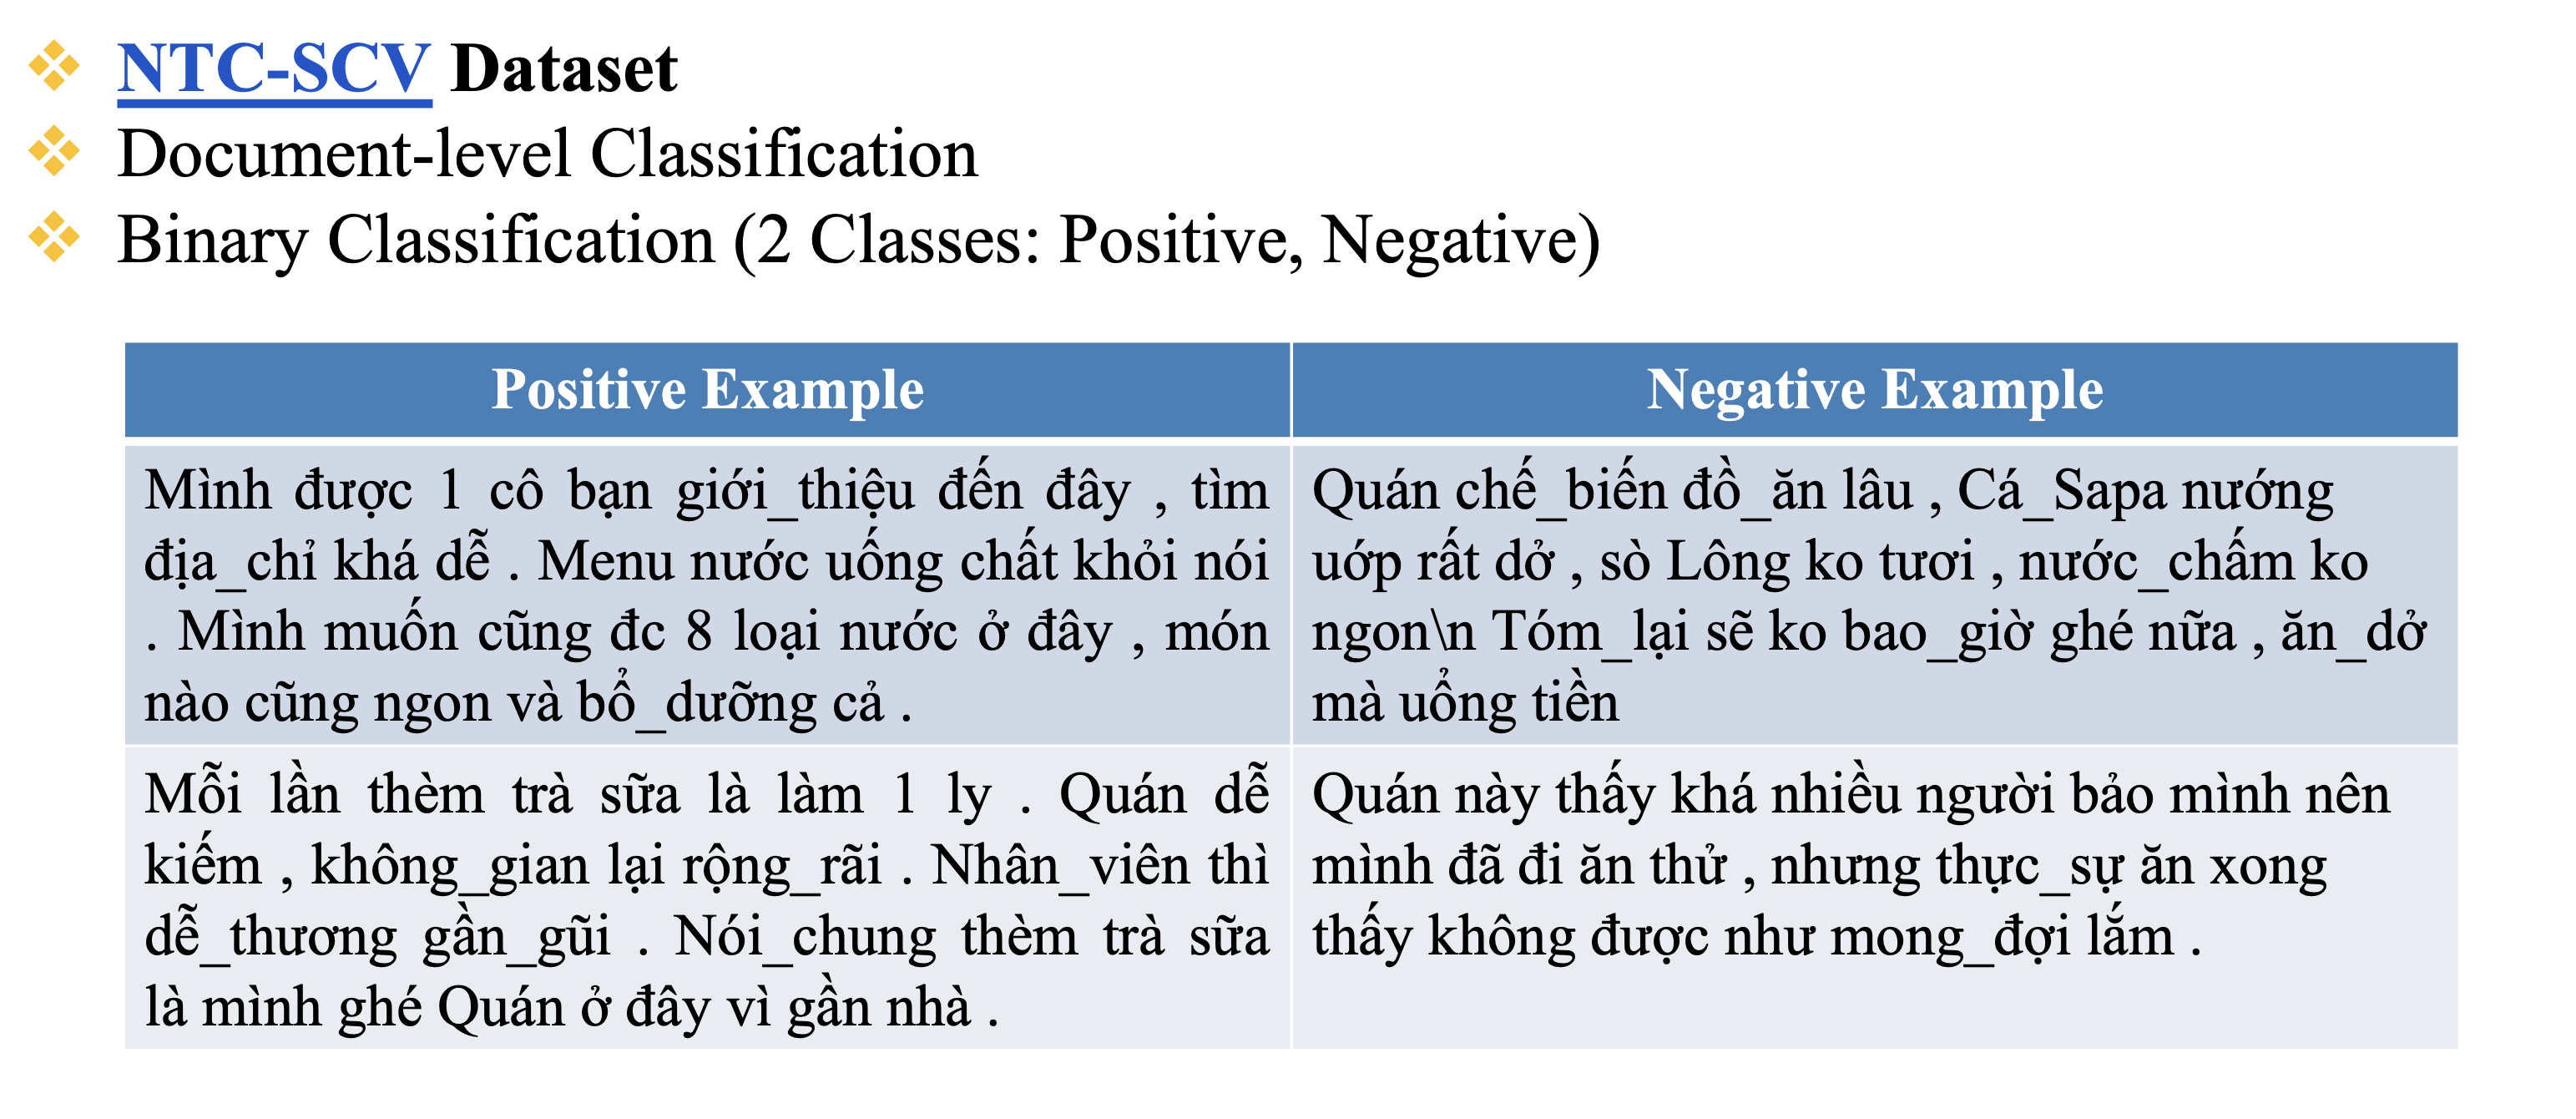 NTC-SCV Dataset
Document-level Classification
Binary Classification (2 Classes: Positive, Negative)
Positive Example
Negative Example
Mình được 1 cô bạn giới_thiệu đến đây , tìm
địa_chỉ khá dễ . Menu nước uống chất khỏi nói
. Mình muốn cũng đc 8 loại nước ở đây , món
nào cũng ngon và bổ_dưỡng cả .
Quán chế_biến đồ_ăn lâu , Cá_Sapa nướng
uớp rất dở , sò Lông ko tươi , nước_chấm ko
ngon\n Tóm_lại sẽ ko bao_giờ ghé nữa , ăn_dở
mà uổng tiền
Mỗi lần thèm trà sữa là làm 1 ly . Quán dễ
kiếm , không_gian lại rộng_rãi . Nhân_viên thì
dễ_thương gần_gũi . Nói_chung thèm trà sữa
là mình ghé Quán ở đây vì gần nhà .
Quán này thấy khá nhiều người bảo mình nên
mình đã đi ăn thử , nhưng thực_sự ăn xong
thấy không được như mong_đợi lắm .